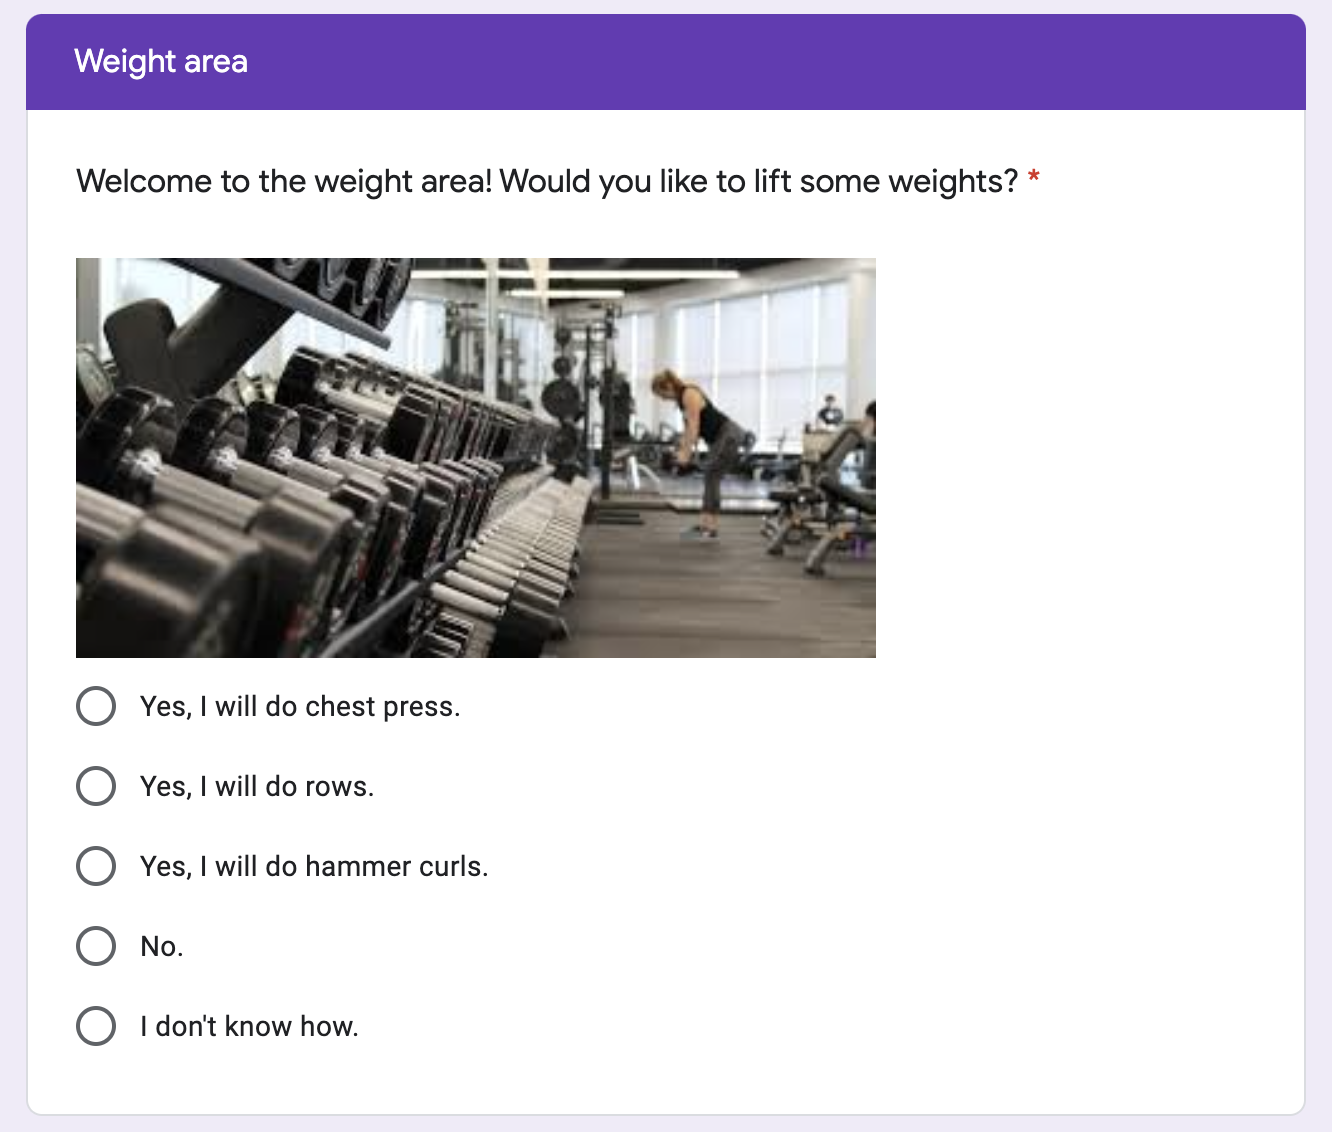 Weight area
Welcome to the weight area! Would you like to lift some weights? *
Yes, I will do chest press.
Yes, I will do rows.
Yes, I will do hammer curls.
No.
I don't know how.